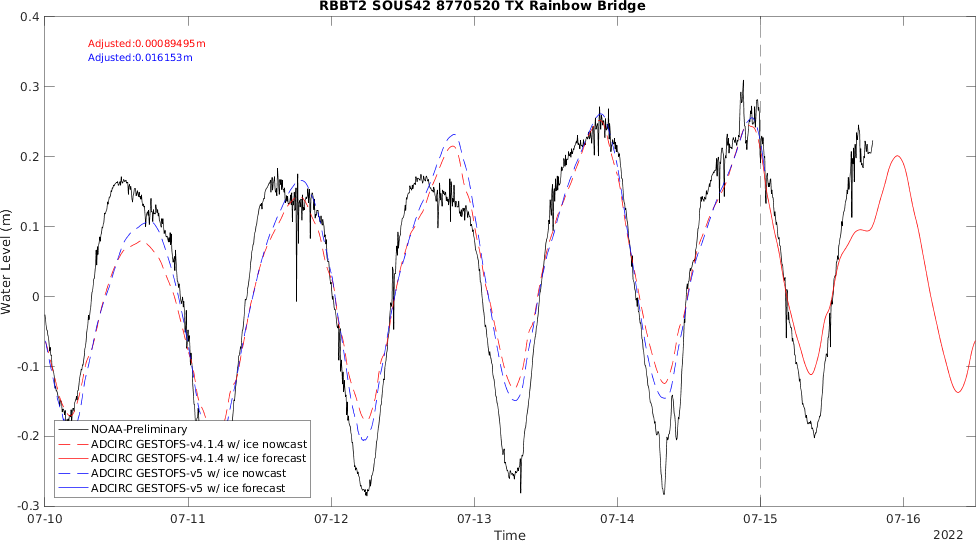 RBBT2 SOUS42 8770520 TX Rainbow Bridge
0.4
Adjusted:0.00089495m
Adjusted:0.016153m
0.3
0.2
0.1
Water Level (m)
0
-0.1
-0.2
NOAA-Preliminary
ADCIRC GESTOFS-v4.1.4 w/ ice nowcast
ADCIRC GESTOFS-v4.1.4 w/ ice forecast
ADCIRC GESTOFS-v5 w/ ice nowcast
ADCIRC GESTOFS-v5 w/ ice forecast
-0.3
07-10 07-11 07-12 07-13 07-14 07-15 07-16
Time
2022